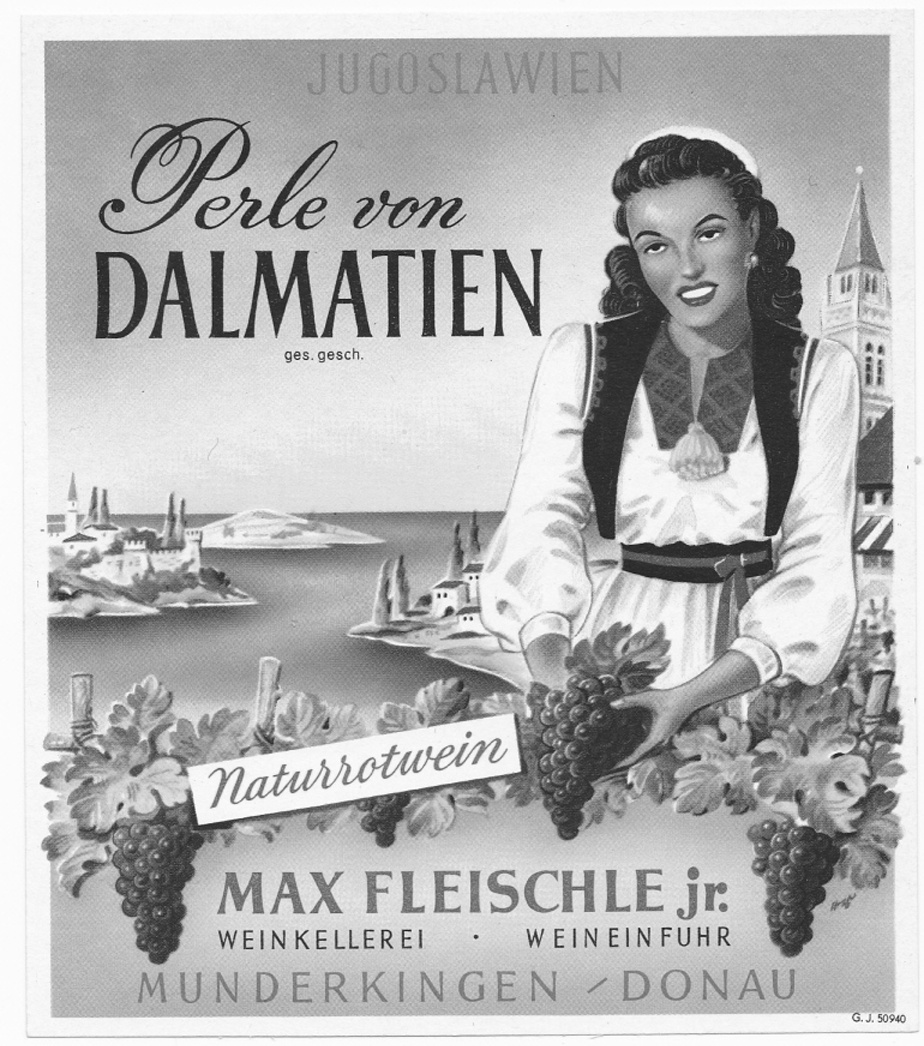 JUGOSLAWIEN
Perle von
DALMATIEN
ges. gesch.
Naturrotwein
MAX FLEISCHLE jr.
WEINKELLEREI · WEINEINFUHR
MUNDERKINGEN / DONAU
G. J. 50940